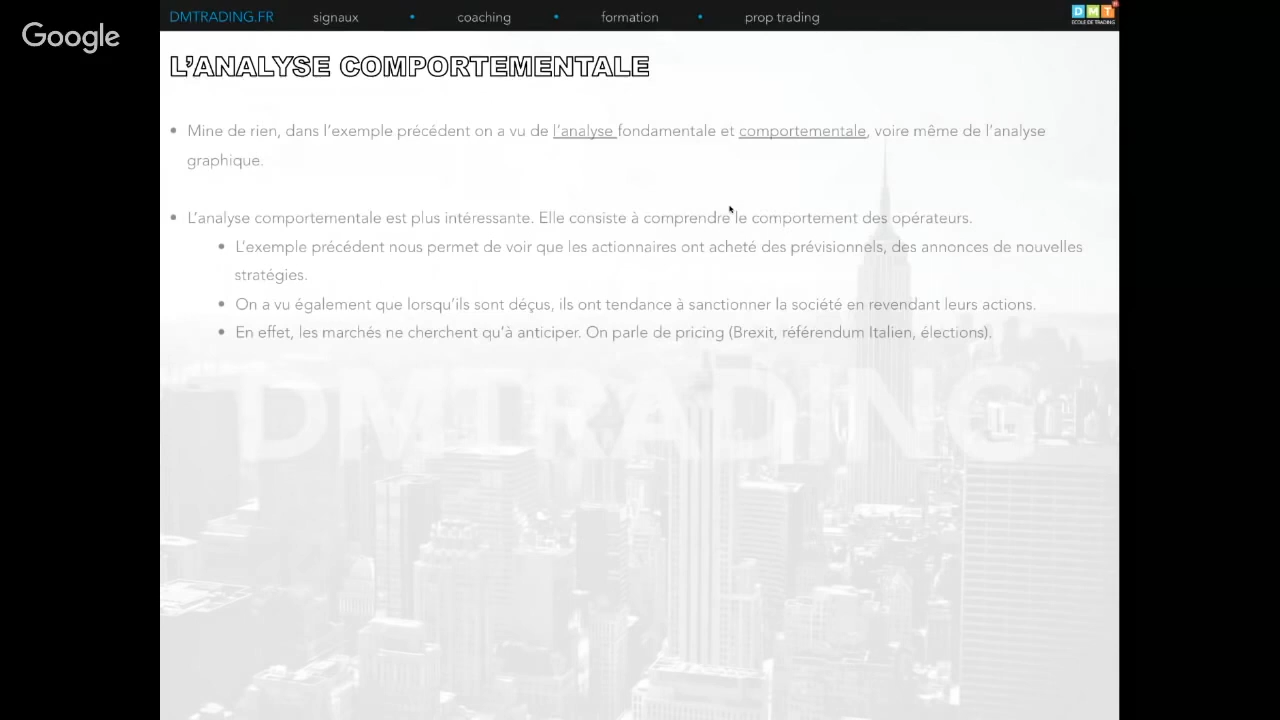 Google
DMTRADING.FR signaux • coaching • formation • prop trading
DMT
ECOLE DE TRADING
L'ANALYSE COMPORTEMENTALE
• Mine de rien, dans l'exemple précédent on a vu de l'analyse fondamentale et comportementale, voire même de l'analyse
graphique.
• L'analyse comportementale est plus intéressante. Elle consiste à comprendre le comportement des opérateurs.
• L'exemple précédent nous permet de voir que les actionnaires ont acheté des prévisionnels, des annonces de nouvelles
stratégies.
• On a vu également que lorsqu'ils sont déçus, ils ont tendance à sanctionner la société en revendant leurs actions.
• En effet, les marchés ne cherchent qu'à anticiper. On parle de pricing (Brexit, référendum Italien, élections).
DMTRADING